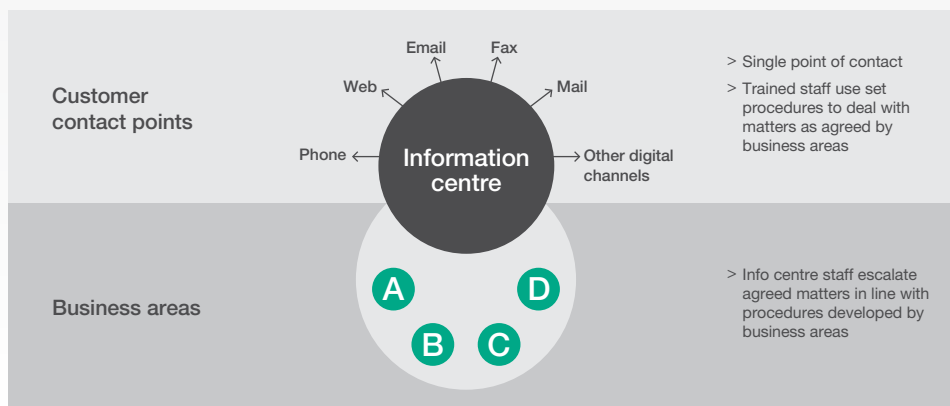 Customer
contact points
Email
Fax
Web
Mail
Phone
Information
centre
Other digital
channels
> Single point of contact
> Trained staff use set
procedures to deal with
matters as agreed by
business areas
Business areas
A
B
C
D
> Info centre staff escalate
agreed matters in line with
procedures developed by
business areas